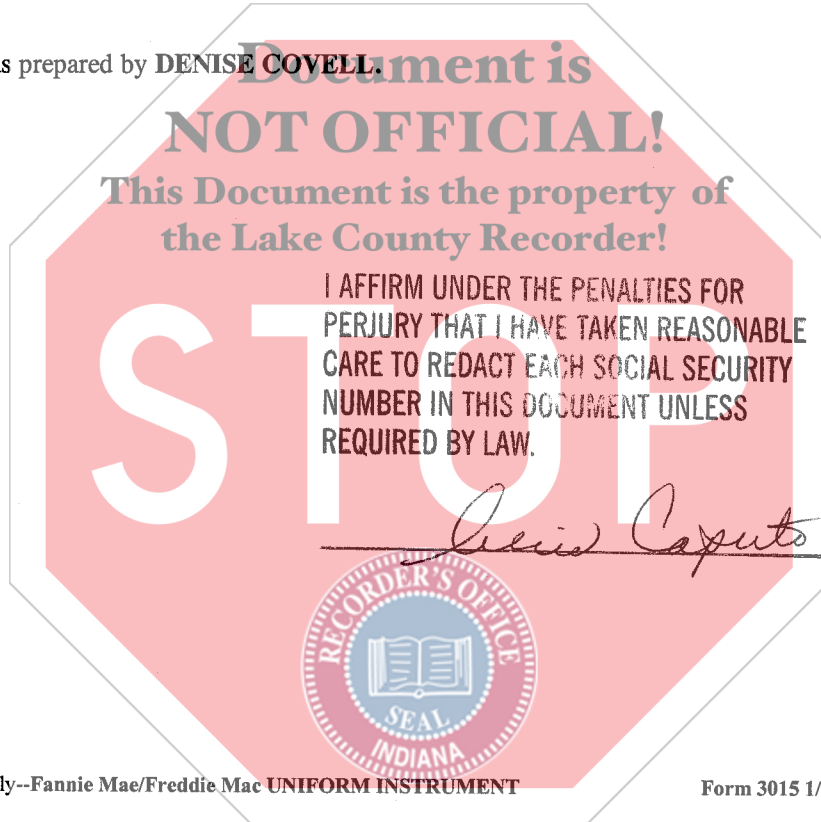 s prepared by DENISE COVELL.
Document is
NOT OFFICIAL!
This Document is the property of
the Lake County Recorder!
I AFFIRM UNDER THE PENALTIES FOR
PERJURY THAT I HAVE TAKEN REASONABLE
CARE TO REDACT EACH SOCIAL SECURITY
NUMBER IN THIS DOCUMENT UNLESS
REQUIRED BY LAW.
STOP
Caputo
RECORDER'S OFFICE
SEAL
INDIANA
ly--Fannie Mae/Freddie Mac UNIFORM INSTRUMENT
Form 3015 1/